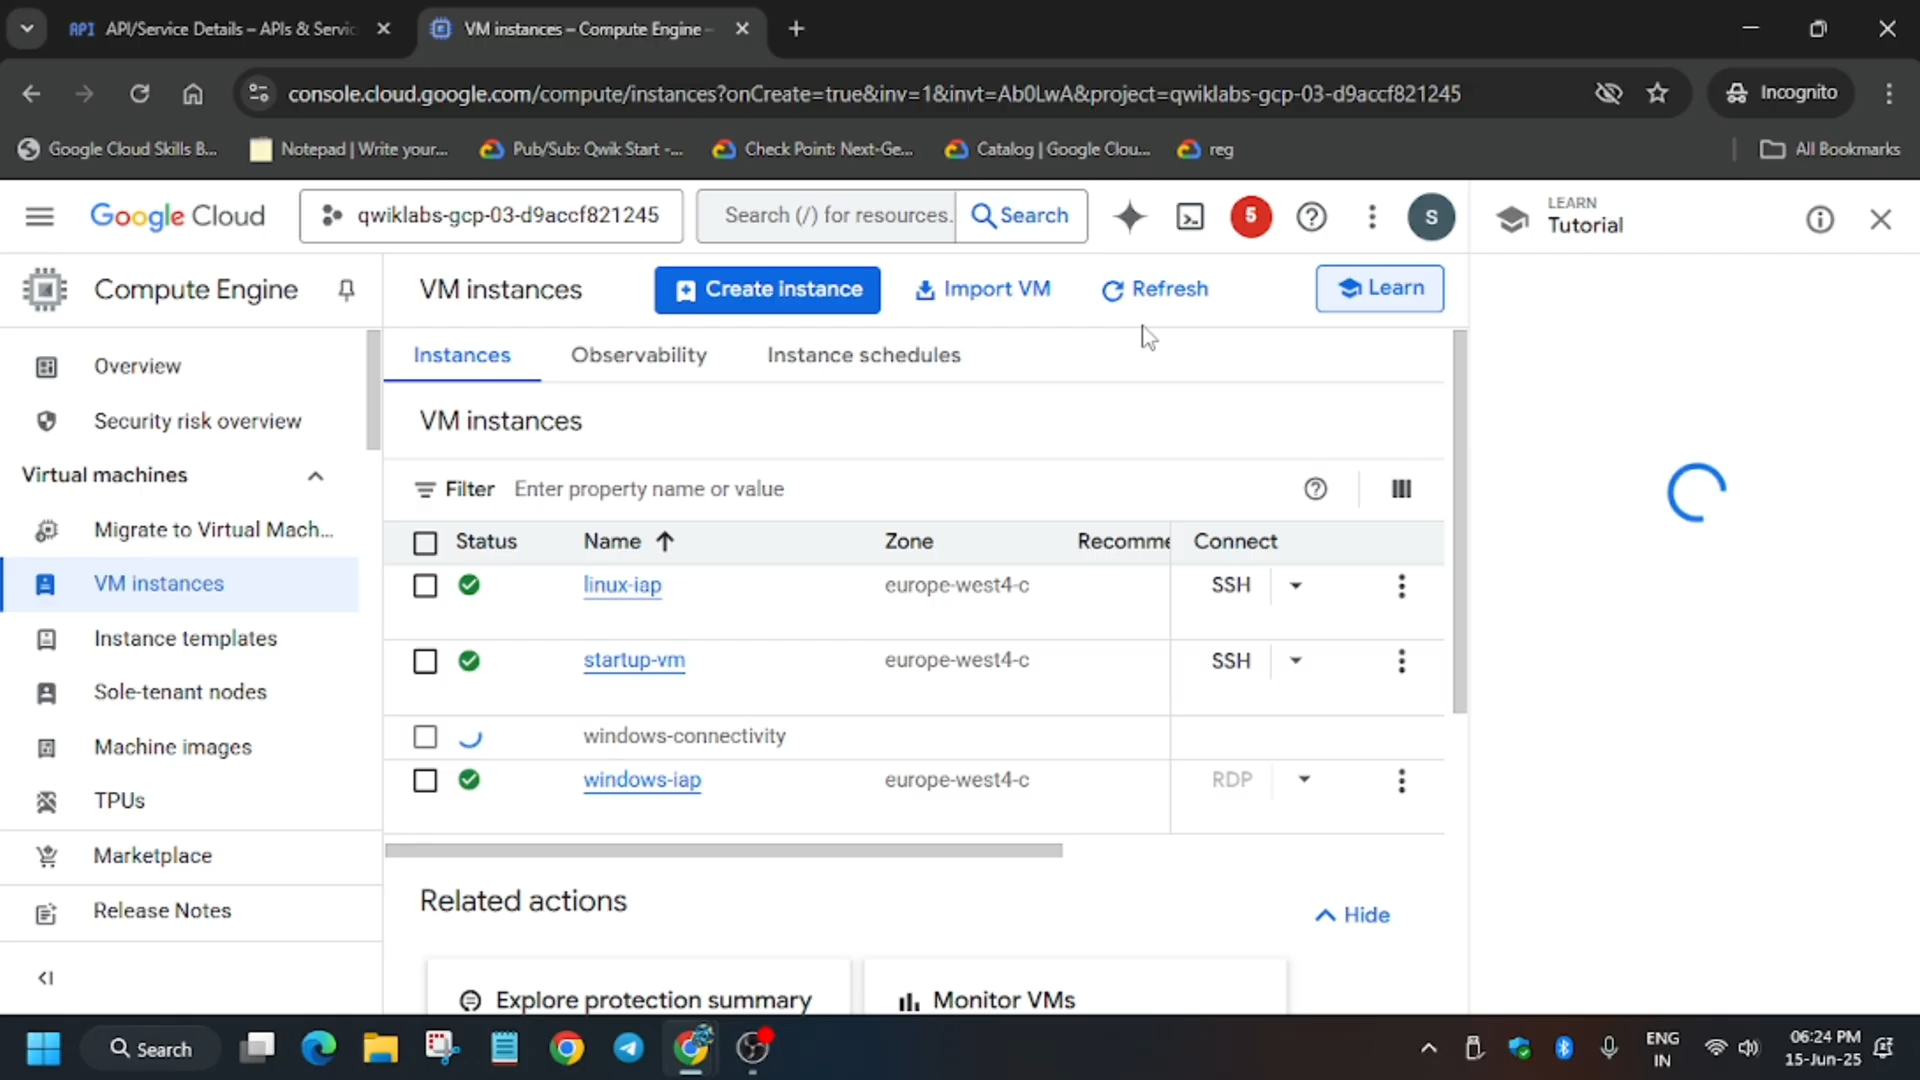 API API/Service Details – APIs & Servic
VM instances – Compute Engine –
console.cloud.google.com/compute/instances?onCreate=true&inv=1&invt=Ab0LwA&project=qwiklabs-gcp-03-d9accf821245
Incognito
Google Cloud Skills B...
Notepad | Write your...
Pub/Sub: Qwik Start -...
Check Point: Next-Ge...
Catalog | Google Clou...
reg
All Bookmarks
Google Cloud
qwiklabs-gcp-03-d9accf821245
Search (/) for resources,
Search
5
S
LEARN
Tutorial
Compute Engine
VM instances
Create instance
Import VM
Refresh
Learn
Overview
Security risk overview
Virtual machines
Migrate to Virtual Mach...
VM instances
Instance templates
Sole-tenant nodes
Machine images
TPUs
Marketplace
Release Notes
Instances
Observability
Instance schedules
VM instances
Filter Enter property name or value
Status Name Zone Recomme Connect
linux-iap europe-west4-c SSH
startup-vm europe-west4-c SSH
windows-connectivity
windows-iap europe-west4-c RDP
Related actions
Hide
Explore protection summary
Monitor VMs
Search
ENG
IN
06:24 PM
15-Jun-25